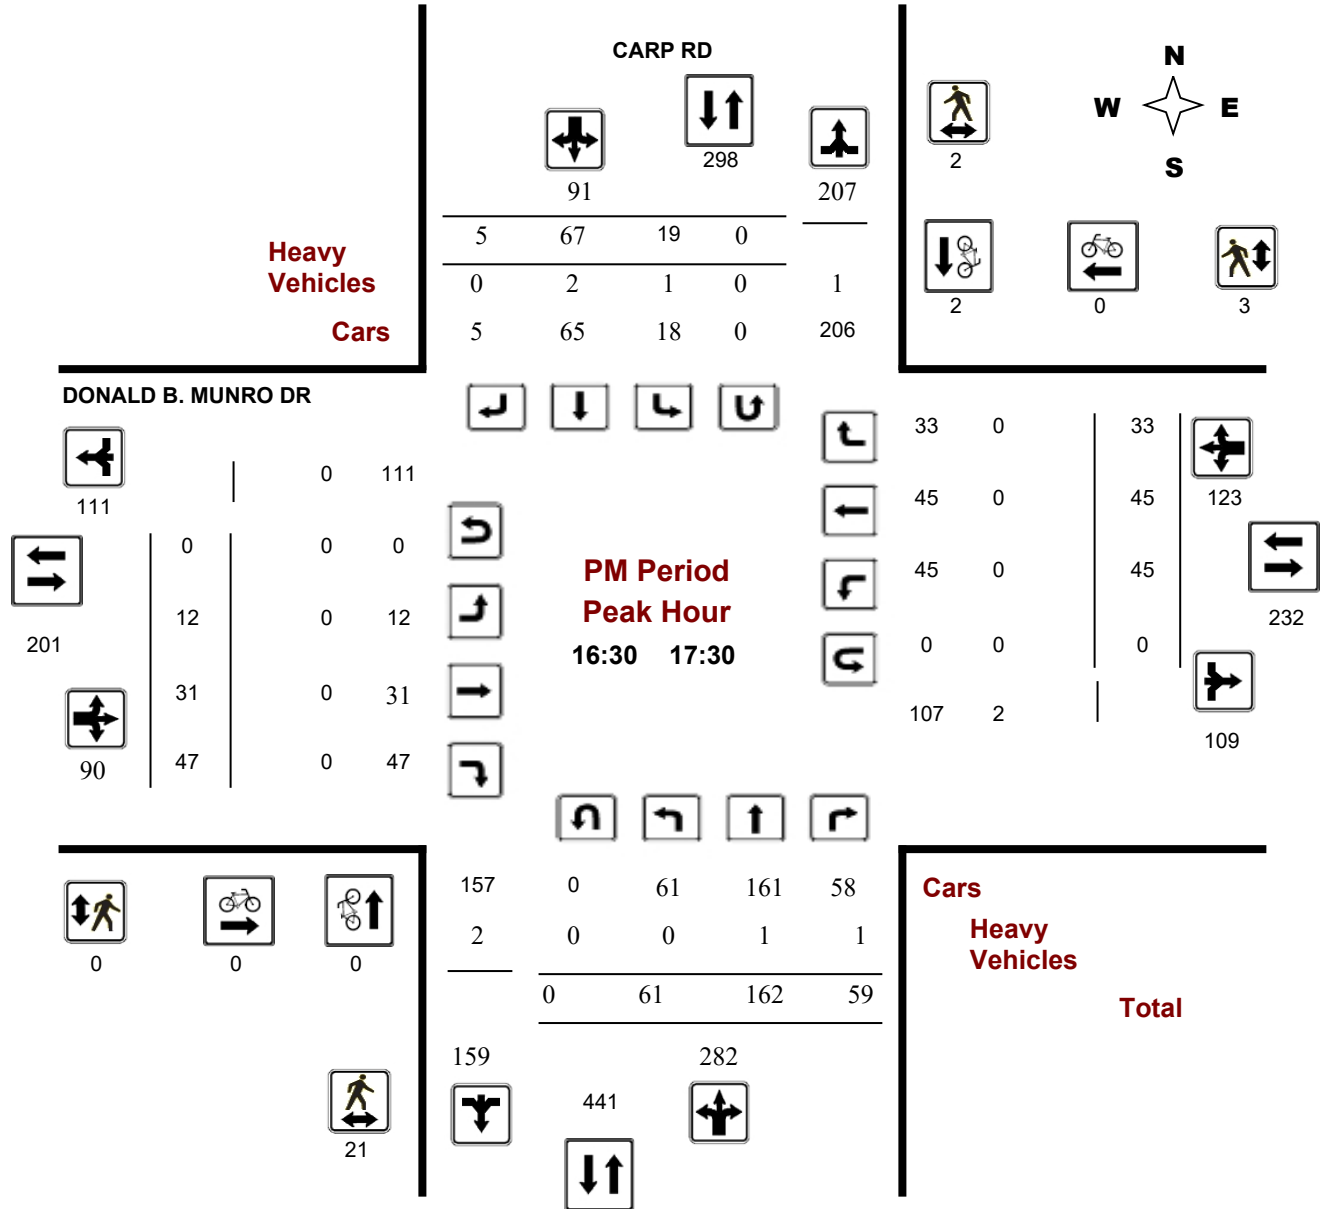 CARP RD
N
W E
S
298
2
91 207
5 67 19 0
Heavy
Vehicles
0 2 1 0 1
2 0 3
Cars
5 65 18 0 206
DONALD B. MUNRO DR
33 0 33
0 111
111
45 0 45 123
0 0 0
PM Period
45 0 45
Peak Hour
12 0 12
232
201
16:30 17:30
0 0 0
31 0 31
107 2
109
90 47 0 47
157 0 61 161 58
Cars
2 0 0 1 1
Heavy
Vehicles
0 0 0
0 61 162 59
Total
159 282
441
21